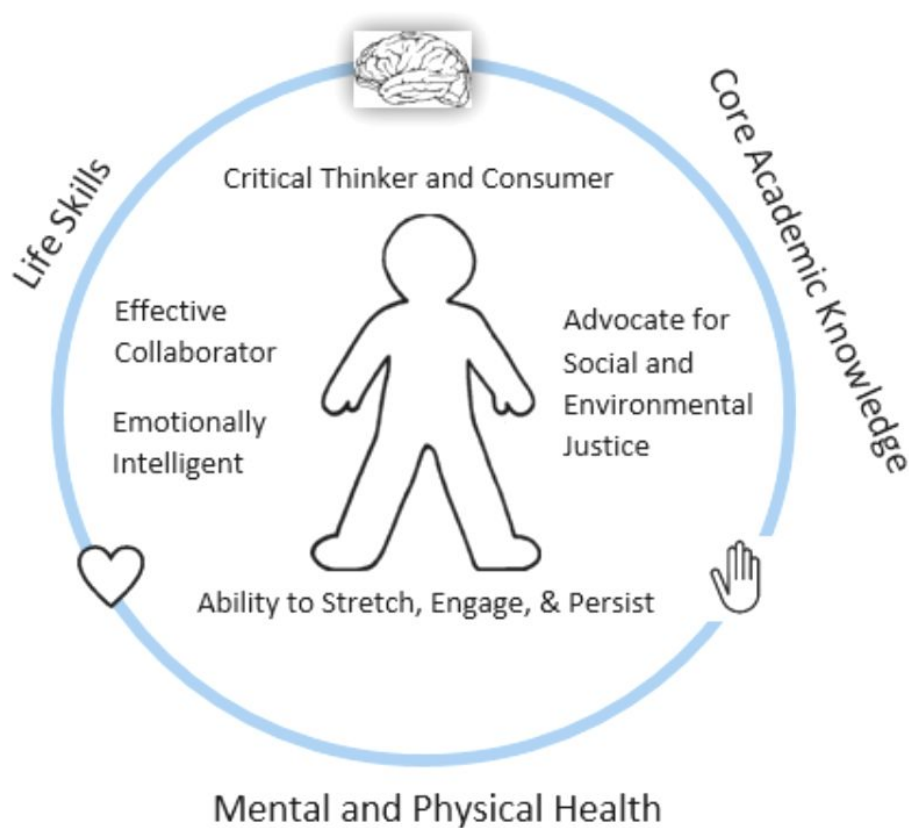 Core Academic Knowledge
Life Skills
Critical Thinker and Consumer
Effective
Collaborator
Emotionally
Intelligent
Advocate for
Social and
Environmental
Justice
Ability to Stretch, Engage, & Persist
Mental and Physical Health